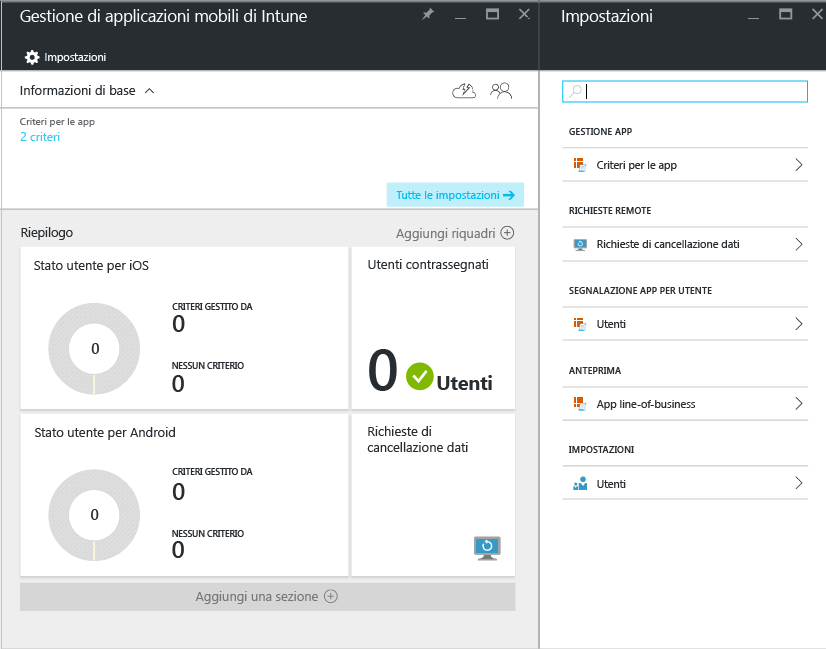 Gestione di applicazioni mobili di Intune
Impostazioni
Informazioni di base
Criteri per le app
2 criteri
Tutte le impostazioni
Riepilogo
Aggiungi riquadri
Stato utente per iOS
0
CRITERI GESTITO DA
0
NESSUN CRITERIO
0
Utenti contrassegnati
0 Utenti
Stato utente per Android
0
CRITERI GESTITO DA
0
NESSUN CRITERIO
0
Richieste di
cancellazione dati
Aggiungi una sezione
Impostazioni
GESTIONE APP
Criteri per le app
RICHIESTE REMOTE
Richieste di cancellazione dati
SEGNALAZIONE APP PER UTENTE
Utenti
ANTEPRIMA
App line-of-business
IMPOSTAZIONI
Utenti